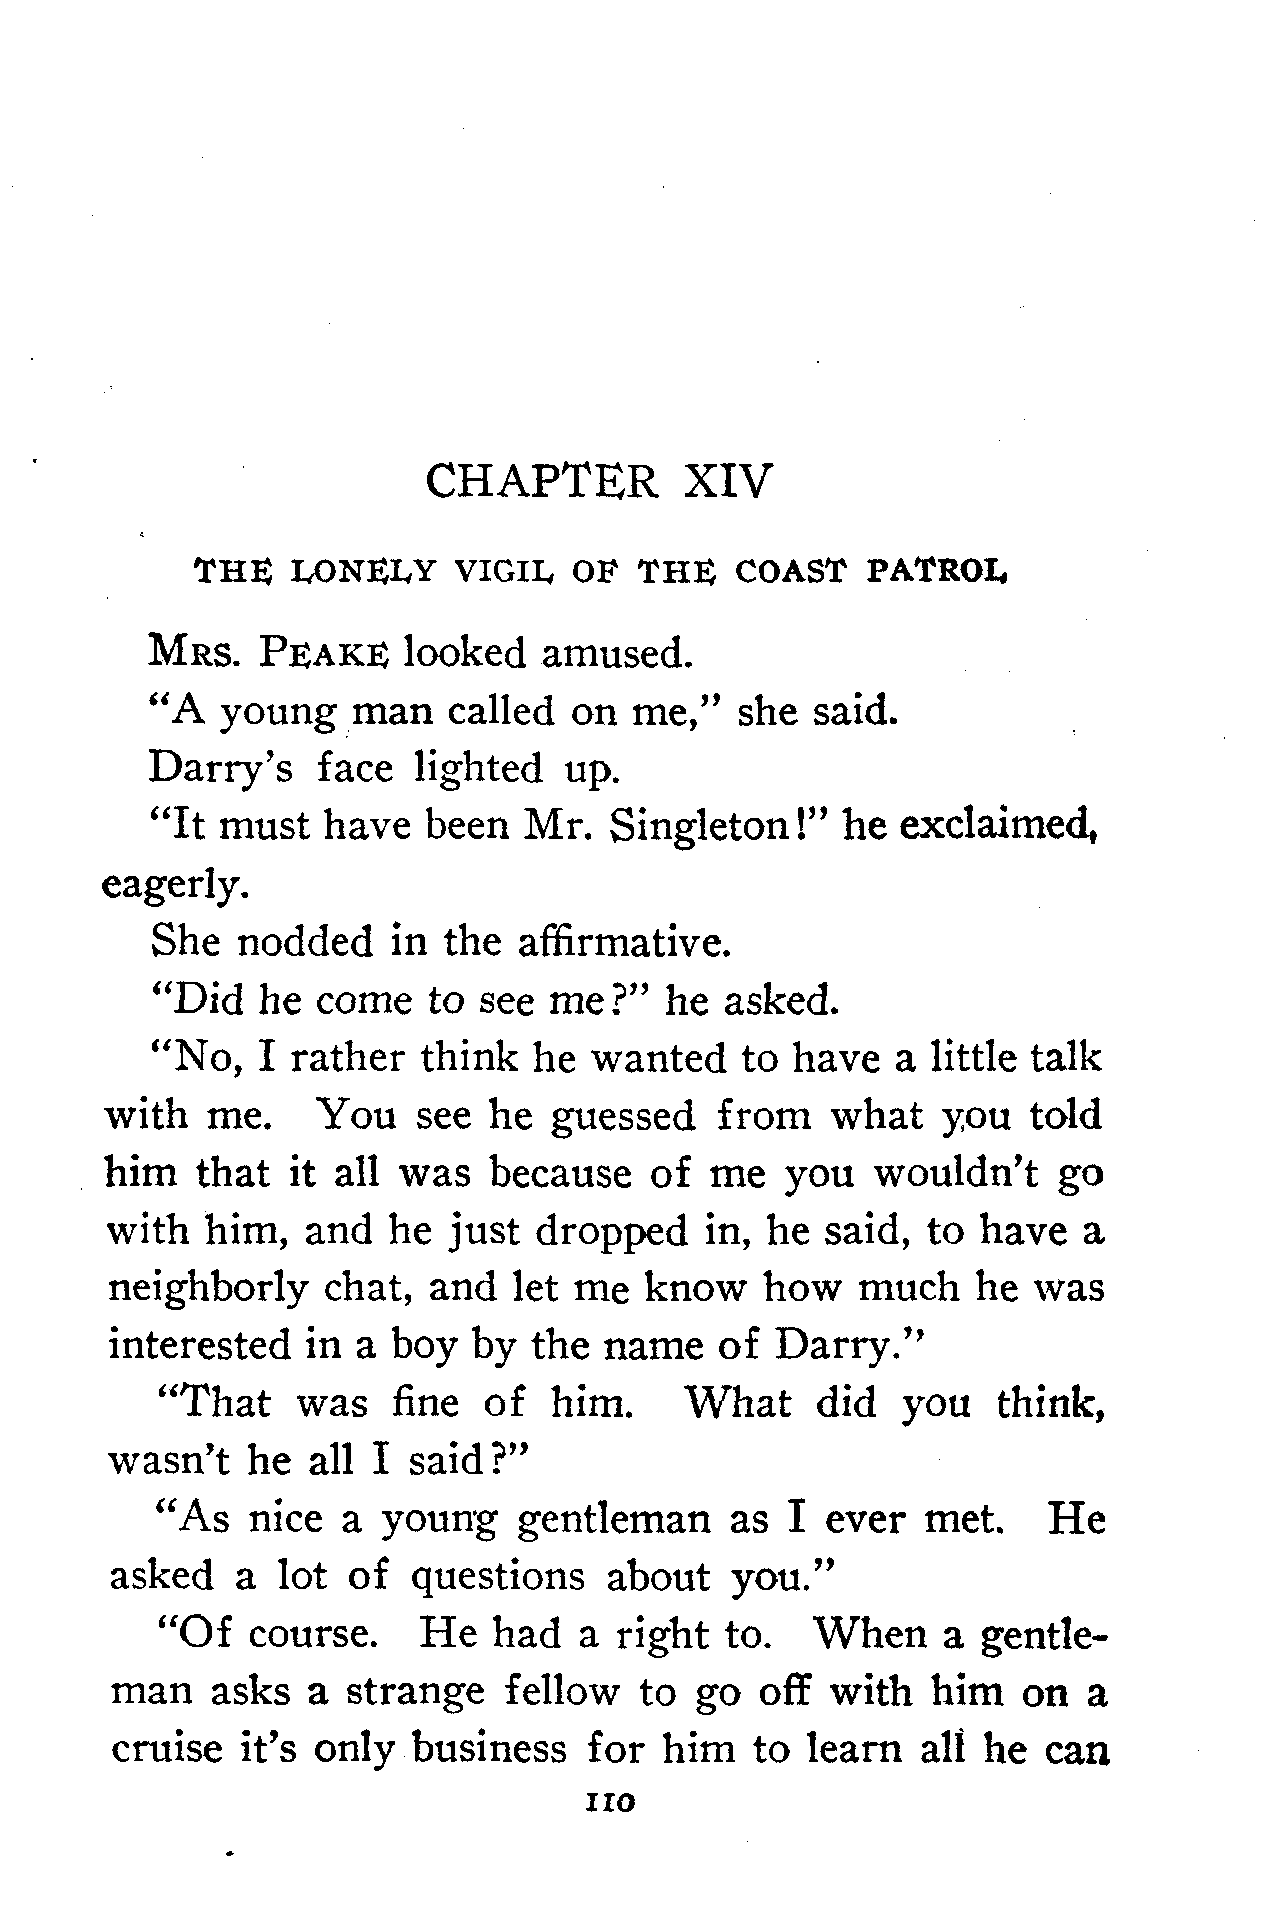 CHAPTER XIV
THE LONELY VIGIL OF THE COAST PATROL
MRS. PEAKE looked amused.
“A young man called on me,” she said.
Darry’s face lighted up.
“It must have been Mr. Singleton!” he exclaimed,
eagerly.
She nodded in the affirmative.
“Did he come to see me?” he asked.
“No, I rather think he wanted to have a little talk
with me. You see he guessed from what you told
him that it all was because of me you wouldn’t go
with him, and he just dropped in, he said, to have a
neighborly chat, and let me know how much he was
interested in a boy by the name of Darry.”
“That was fine of him. What did you think,
wasn’t he all I said?”
“As nice a young gentleman as I ever met. He
asked a lot of questions about you.”
“Of course. He had a right to. When a gentle-
man asks a strange fellow to go off with him on a
cruise it’s only business for him to learn all he can
110